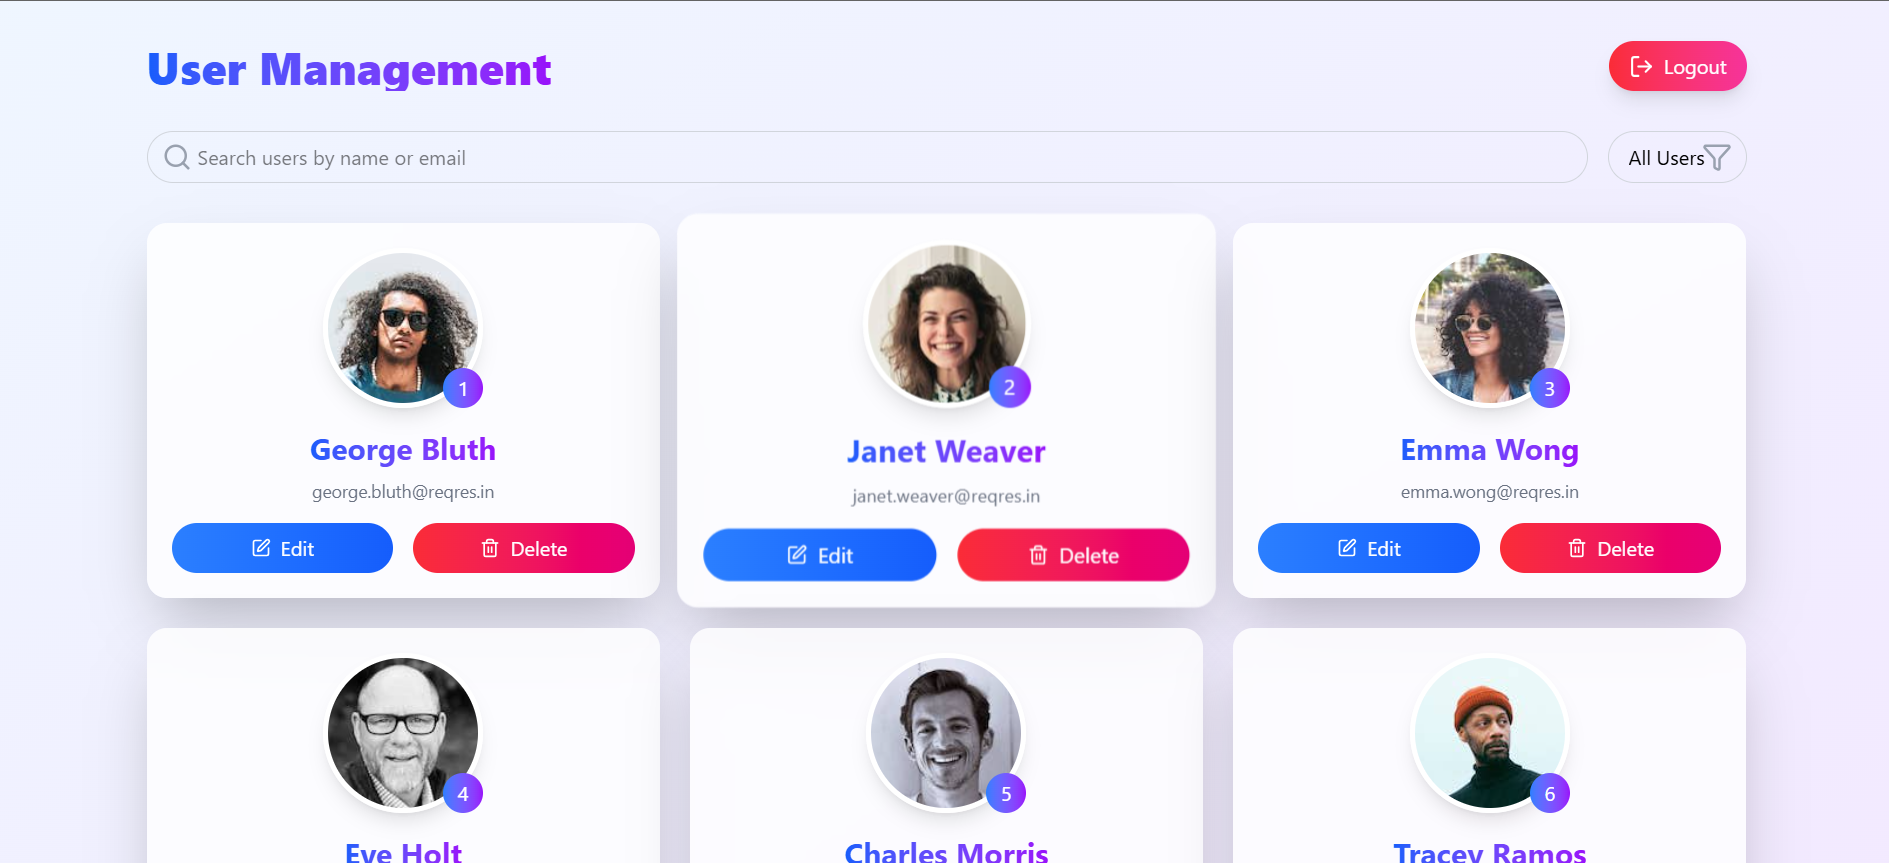 User Management
Logout
Search users by name or email
All Users
1
2
3
George Bluth
Janet Weaver
Emma Wong
george.bluth@reqres.in
janet.weaver@reqres.in
emma.wong@reqres.in
Edit Delete
Edit Delete
Edit Delete
4
5
6
Eve Holt
Charles Morris
Tracey Ramos